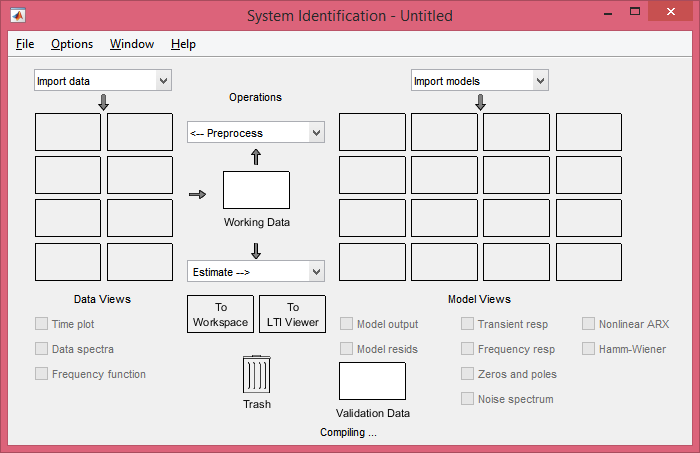 System Identification - Untitled
File Options Window Help
Import data
Import models
Operations
<-- Preprocess
Working Data
Estimate -->
Data Views
Model Views
To
Workspace
To
LTI Viewer
Time plot
Data spectra
Frequency function
Model output
Model resids
Transient resp
Frequency resp
Zeros and poles
Noise spectrum
Nonlinear ARX
Hamm-Wiener
Trash
Validation Data
Compiling ...